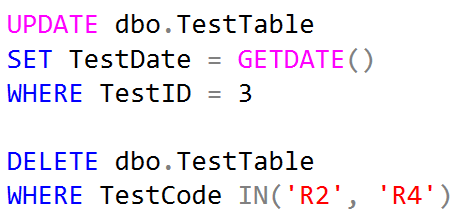 UPDATE dbo.TestTable
SET TestDate = GETDATE()
WHERE TestID = 3
DELETE dbo.TestTable
WHERE TestCode IN('R2', 'R4')